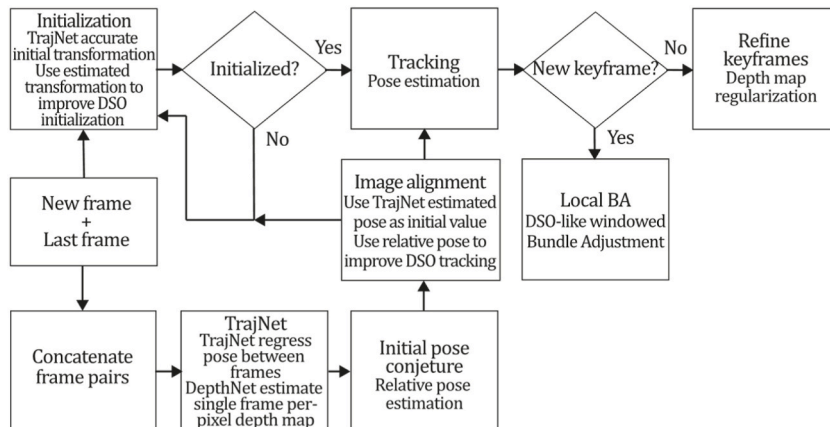 Initialization
TrajNet accurate
initial transformation
Use estimated
transformation to
improve DSO
initialization
Initialized?
Yes
No
Tracking
Pose estimation
New keyframe?
No
Yes
Refine
keyframes
Depth map
regularization
New frame
+
Last frame
Image alignment
Use TrajNet estimated
pose as initial value
Use relative pose to
improve DSO tracking
Local BA
DSO-like windowed
Bundle Adjustment
Concatenate
frame pairs
TrajNet
TrajNet regress
pose between
frames
DepthNet estimate
single frame per-
pixel depth map
Initial pose
conjeture
Relative pose
estimation